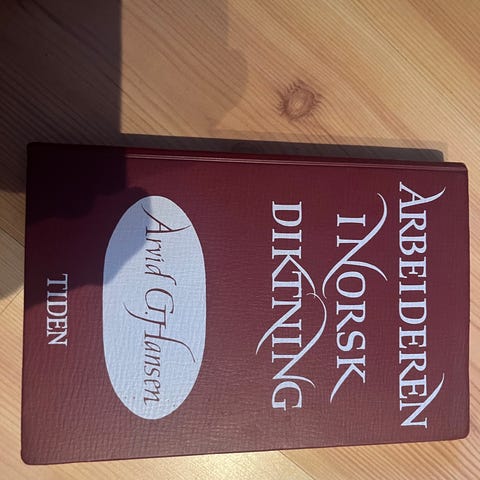 ARBEIDEREN
I NORSK
DIKTNING
Arvid G. Hansen
TIDEN